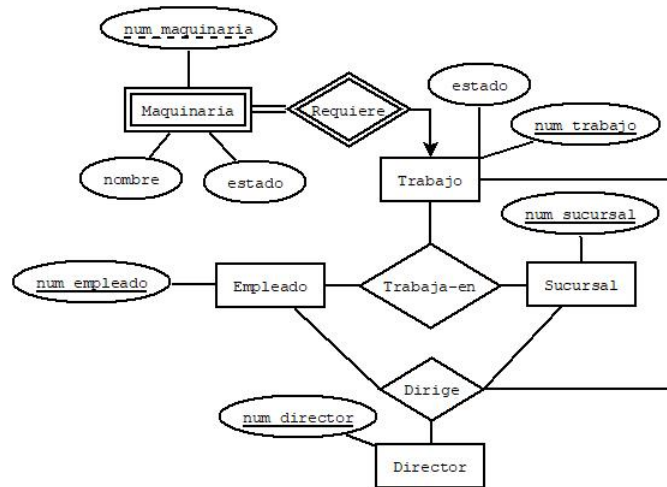 num maquinaria
Maquinaria
Requiere
estado
num trabajo
nombre
estado
Trabajo
num sucursal
num empleado
Empleado
Trabaja-en
Sucursal
Dirige
num director
Director